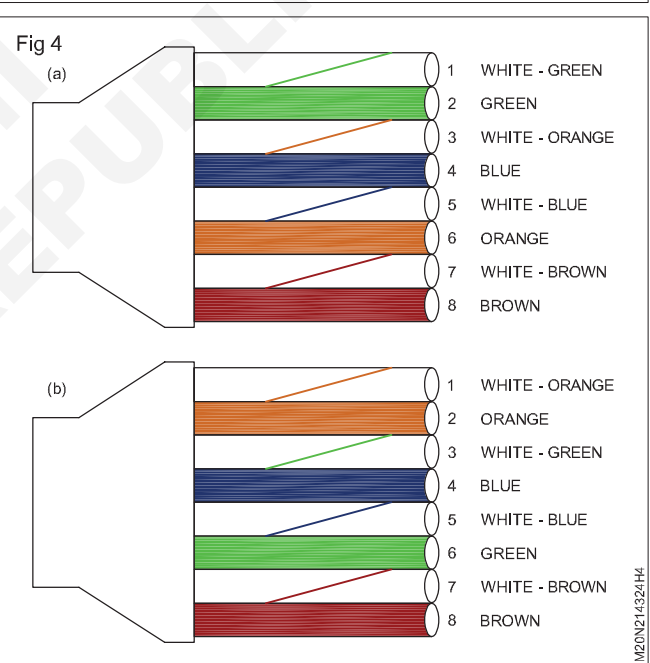 Fig 4
(a)
1 WHITE - GREEN
2 GREEN
3 WHITE - ORANGE
4 BLUE
5 WHITE - BLUE
6 ORANGE
7 WHITE - BROWN
8 BROWN
(b)
1 WHITE - ORANGE
2 ORANGE
3 WHITE - GREEN
4 BLUE
5 WHITE - BLUE
6 GREEN
7 WHITE - BROWN
8 BROWN
M20N214324H4